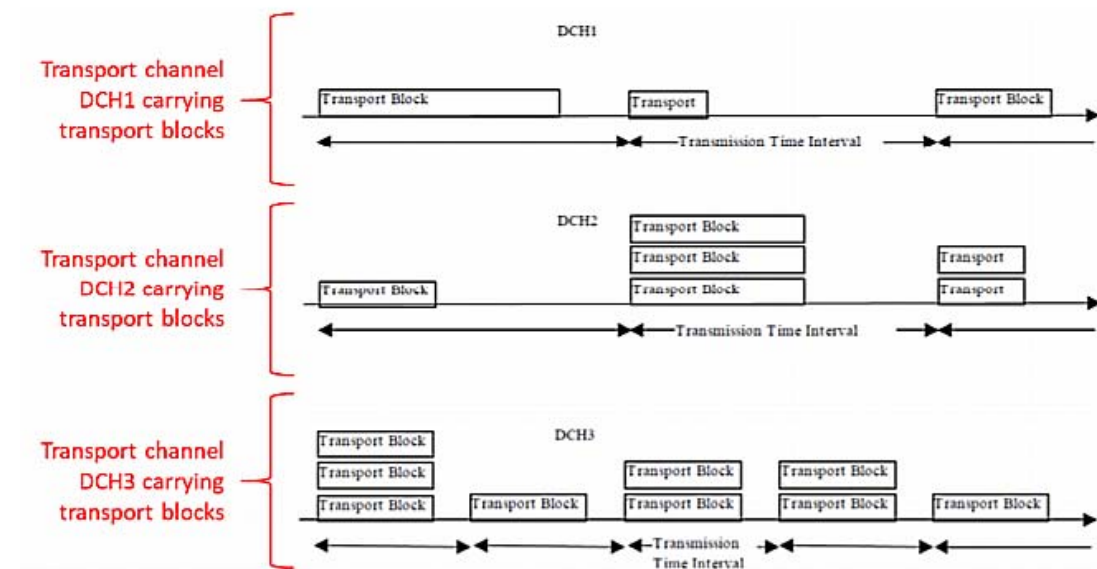 DCH1
Transport channel
DCH1 carrying
transport blocks
Transport Block
Transport
Transport Block
Transmission Time Interval
DCH2
Transport channel
DCH2 carrying
transport blocks
Transport Block
Transport Block
Transport Block
Transport Block
Transport
Transport
Transmission Time Interval
DCH3
Transport channel
DCH3 carrying
transport blocks
Transport Block
Transport Block
Transport Block
Transport Block
Transport Block
Transport Block
Transport Block
Transport Block
Transport Block
Transmission
Time Interval